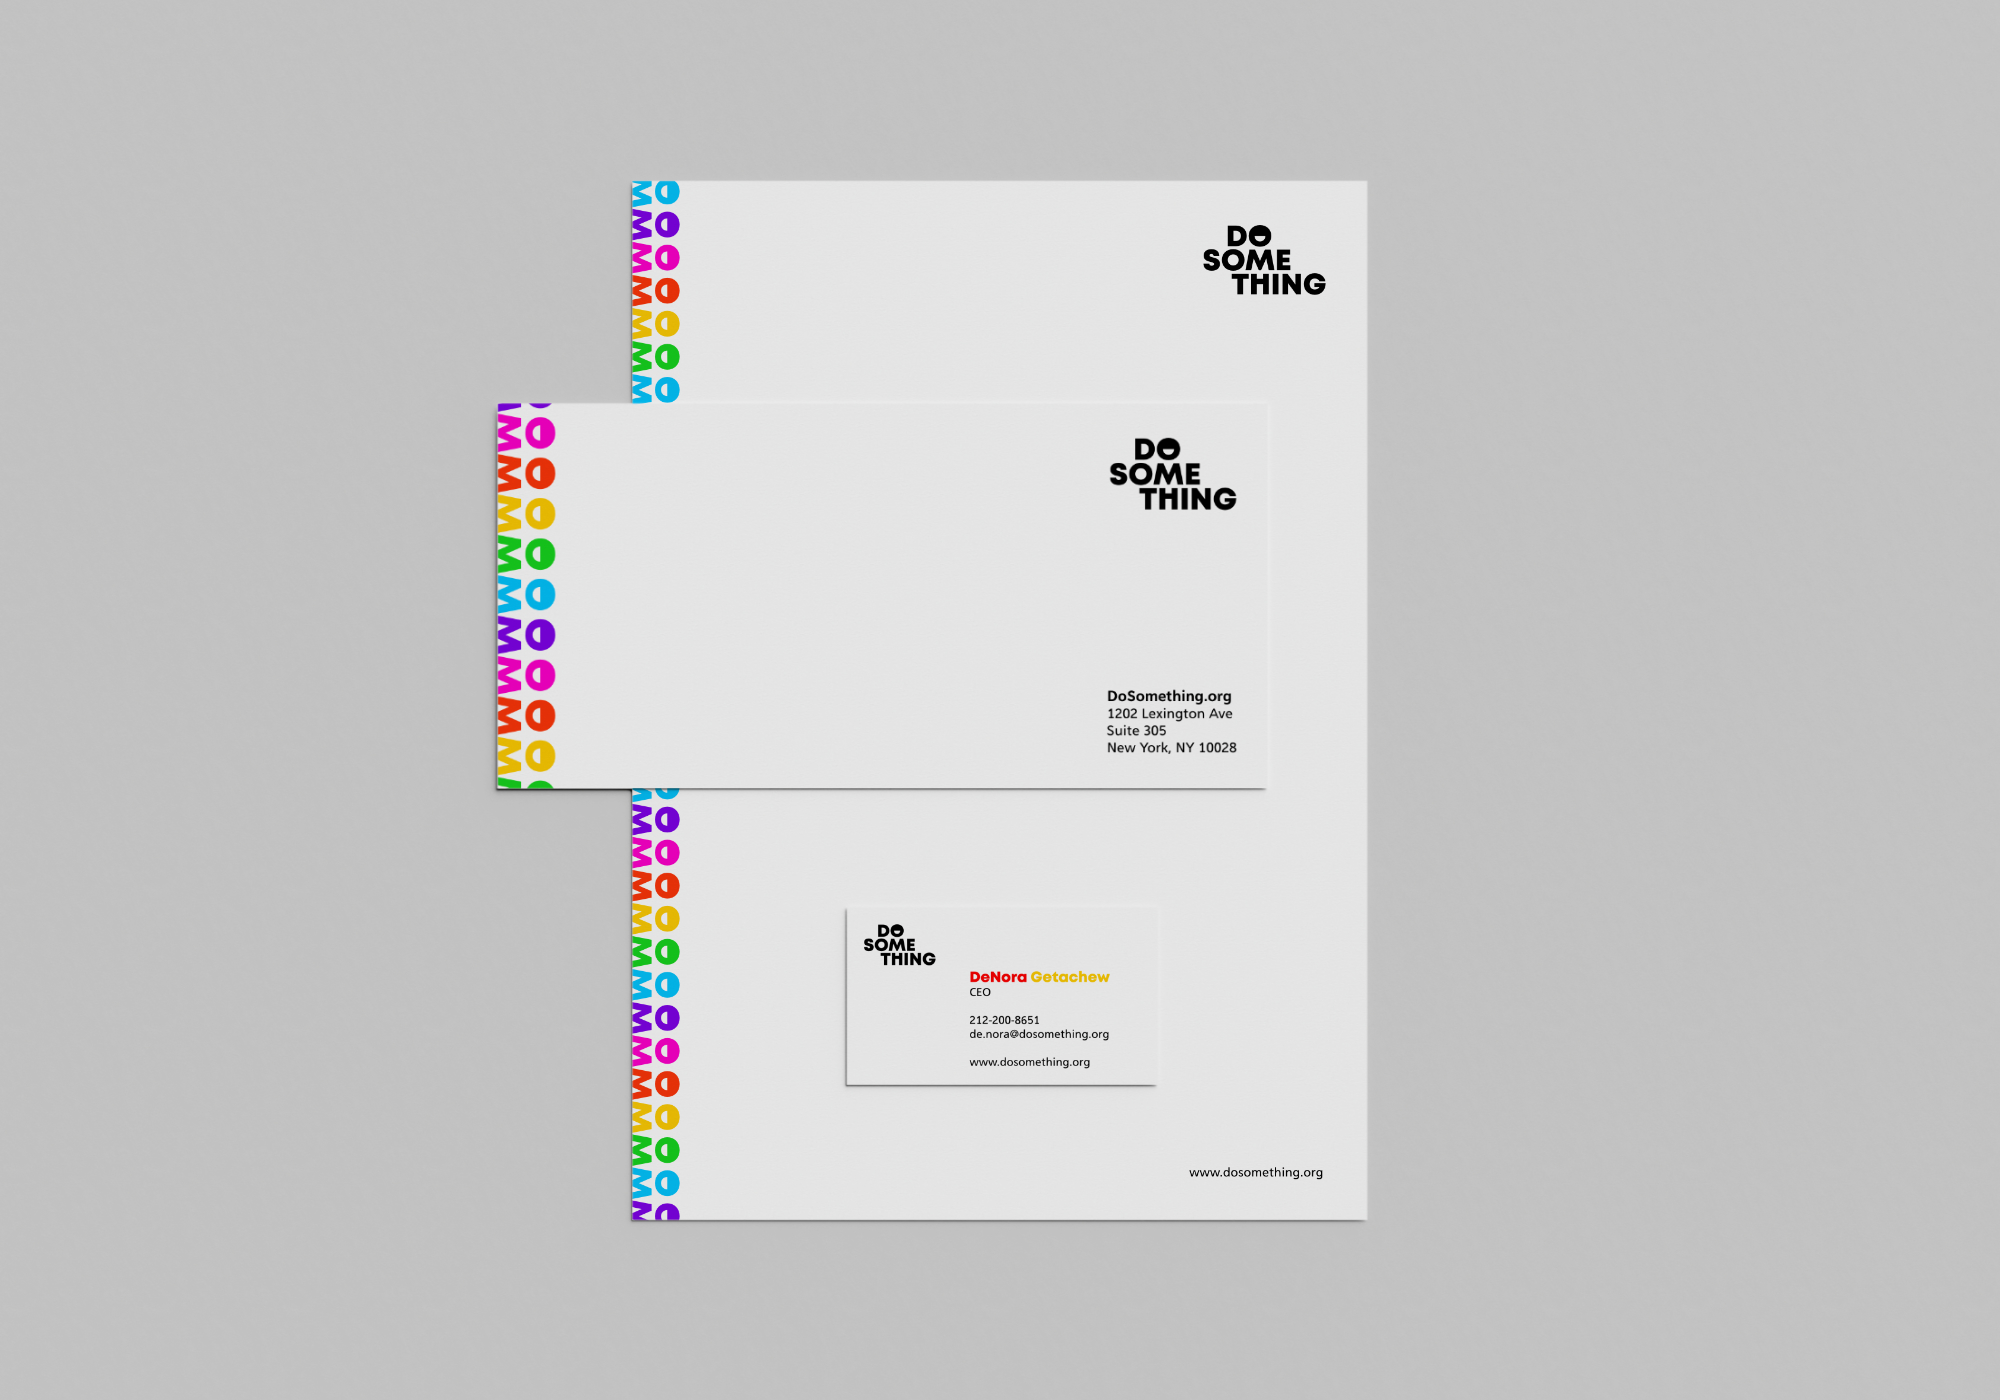 DO
SOME
THING
DO
SOME
THING
DoSomething.org
1202 Lexington Ave
Suite 305
New York, NY 10028
DO
SOME
THING
DeNora Getachew
CEO
212-200-8651
de.nora@dosomething.org
www.dosomething.org
www.dosomething.org